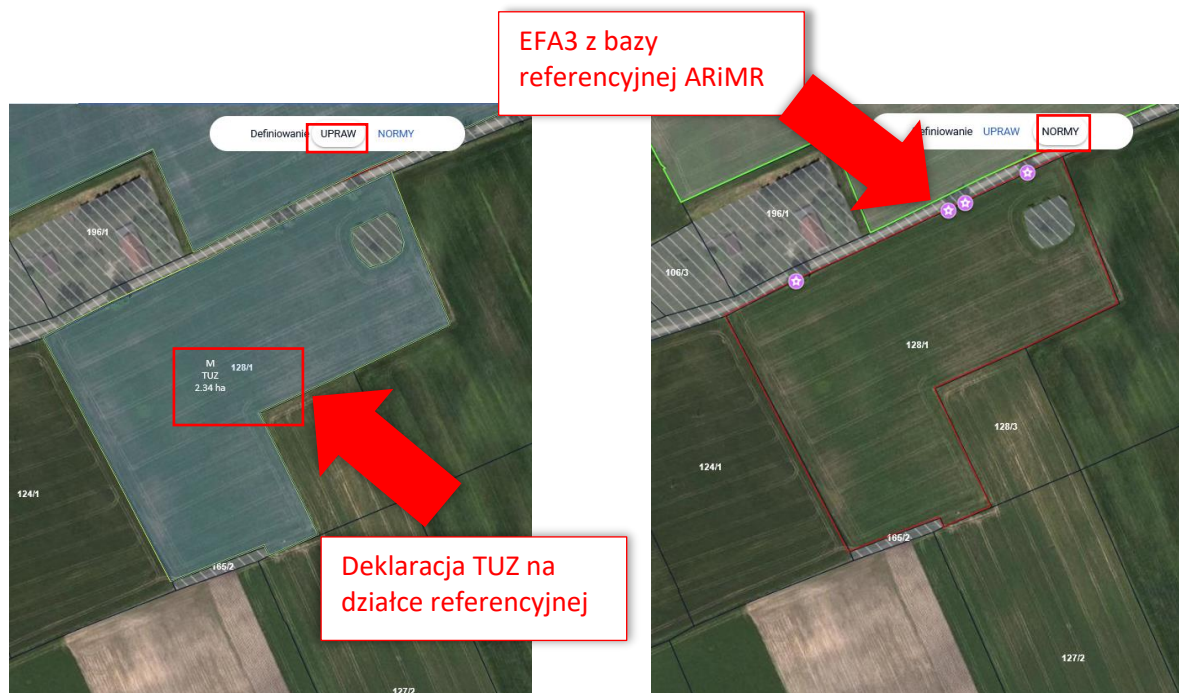 EFA3 z bazy
referencyjnej ARiMR
Definiowanie UPRAW NORMY
196/1
M
TUZ
2.34 ha
128/1
124/1
165/2
127/2
efiniowanie UPRAW NORMY
196/1
106/3
128/1
128/3
124/1
165/2
127/2
Deklaracja TUZ na
działce referencyjnej